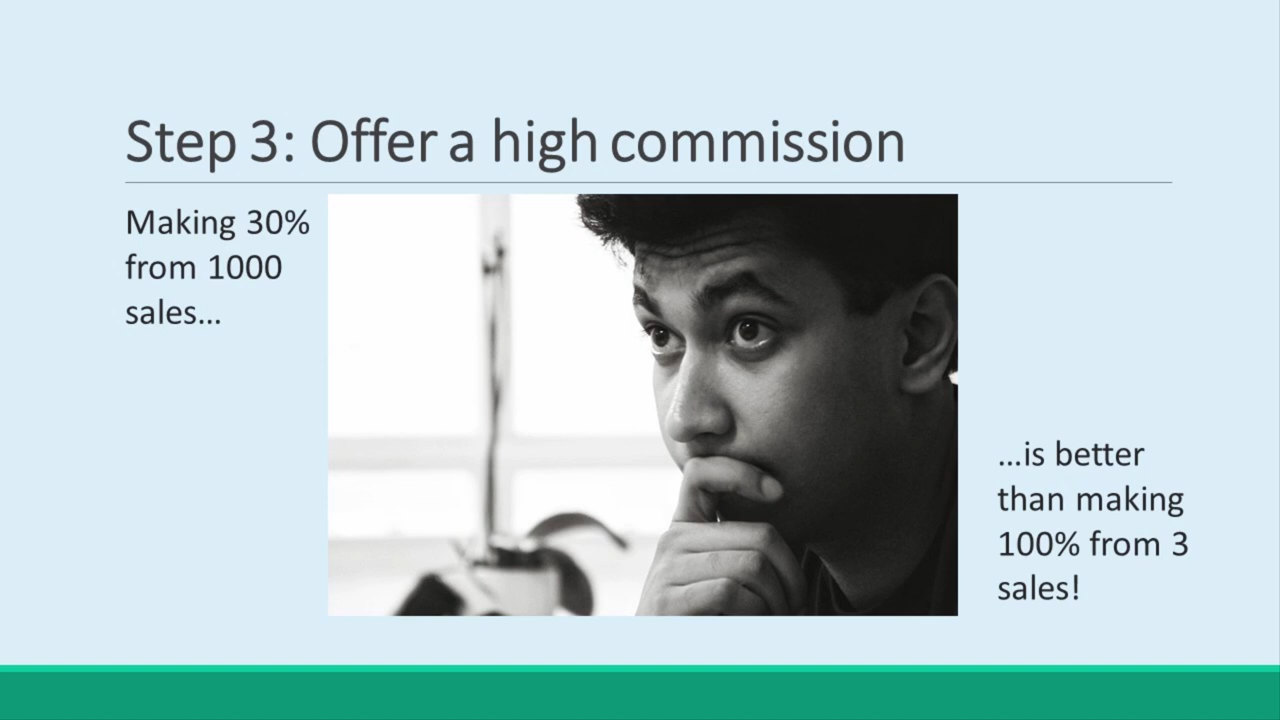 Step 3: Offer a high commission
Making 30%
from 1000
sales...
...is better
than making
100% from 3
sales!